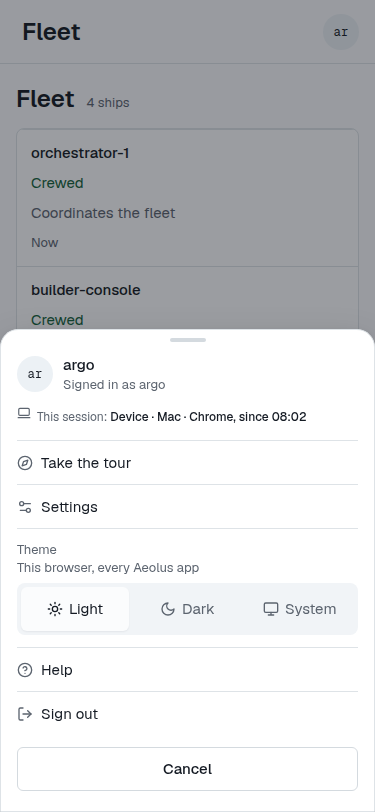 Fleet
ar
Fleet 4 ships
orchestrator-1
Crewed
Coordinates the fleet
Now
builder-console
Crewed
ar
argo
Signed in as argo
This session: Device · Mac · Chrome, since 08:02
Take the tour
Settings
Theme
This browser, every Aeolus app
Light Dark System
Help
Sign out
Cancel